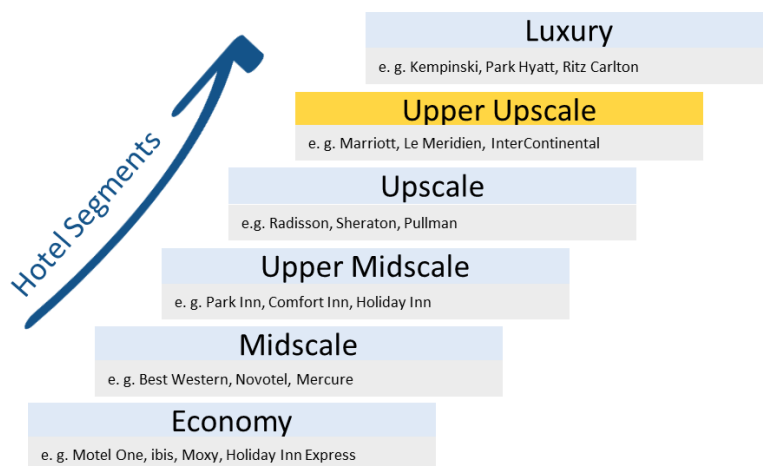 Luxury
e. g. Kempinski, Park Hyatt, Ritz Carlton
Upper Upscale
e. g. Marriott, Le Meridien, InterContinental
Upscale
e.g. Radisson, Sheraton, Pullman
Upper Midscale
e. g. Park Inn, Comfort Inn, Holiday Inn
Midscale
e. g. Best Western, Novotel, Mercure
Economy
e. g. Motel One, ibis, Moxy, Holiday Inn Express
Hotel Segments